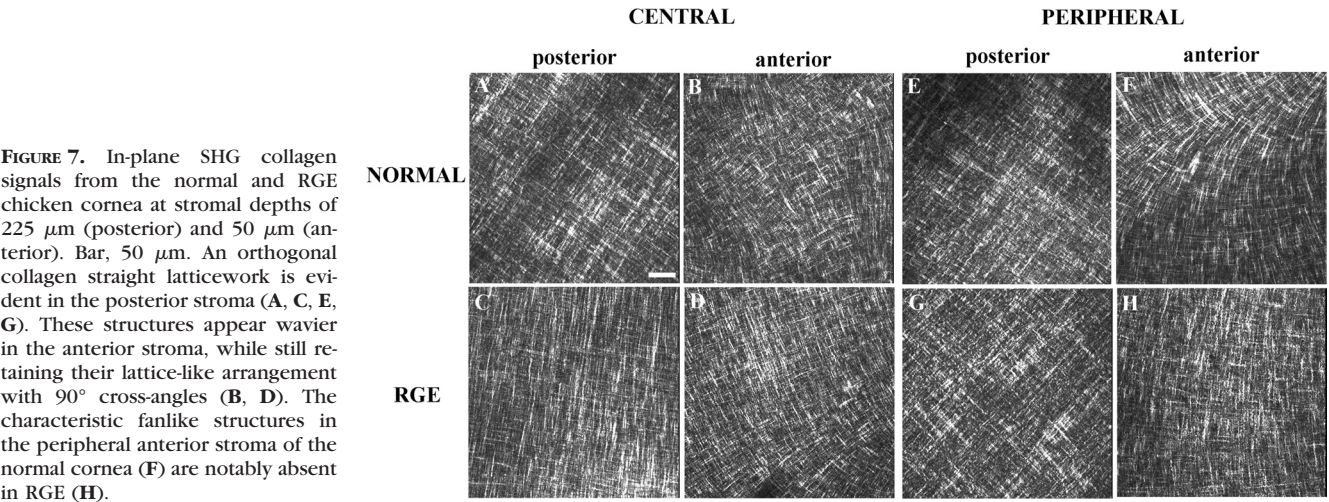 FIGURE 7. In-plane SHG collagen
signals from the normal and RGE
chicken cornea at stromal depths of
225 μm (posterior) and 50 μm (an-
terior). Bar, 50 μm. An orthogonal
collagen straight latticework is evi-
dent in the posterior stroma (A, C, E,
G). These structures appear wavier
in the anterior stroma, while still re-
taining their lattice-like arrangement
with 90° cross-angles (B, D). The
characteristic fanlike structures in
the peripheral anterior stroma of the
normal cornea (F) are notably absent
in RGE (H).
CENTRAL PERIPHERAL
posterior anterior posterior anterior
NORMAL A B E F
RGE C D G H